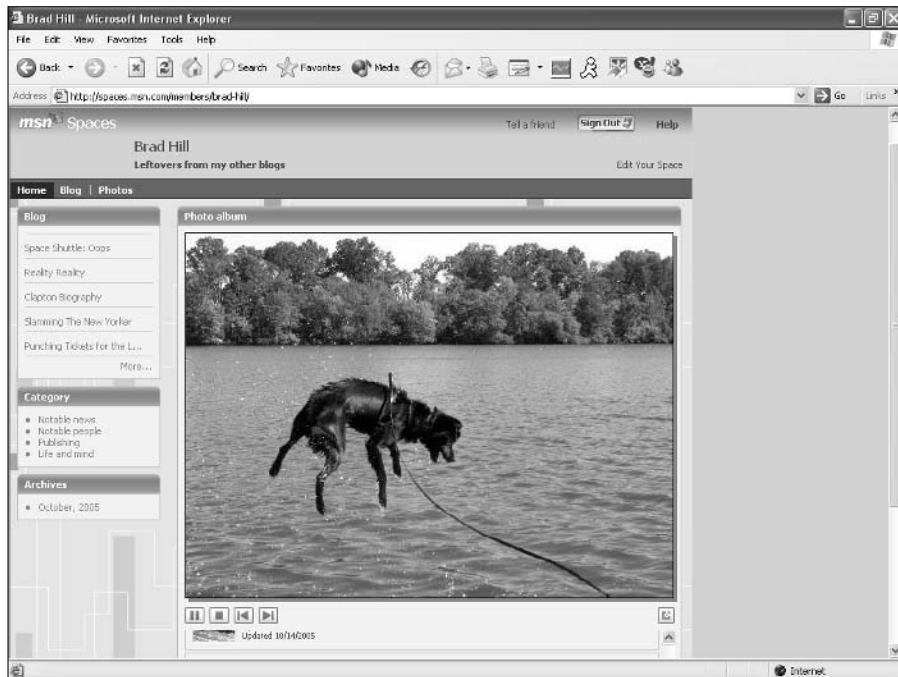 Brad Hill - Microsoft Internet Explorer
File Edit View Favorites Tools Help
Back Search Favorites Media
Address http://spaces.msn.com/members/brad-hill/ Go Links
msn Spaces Tell a friend Sign Out Help
Brad Hill
Leftovers from my other blogs Edit Your Space
Home Blog | Photos
Blog
Space Shuttle: Oops
Reality Reality
Clapton Biography
Slamming The New Yorker
Punching Tickets for the L...
More...
Category
Notable news
Notable people
Publishing
Life and mind
Archives
October, 2005
Photo album
Updated 10/14/2005
Internet